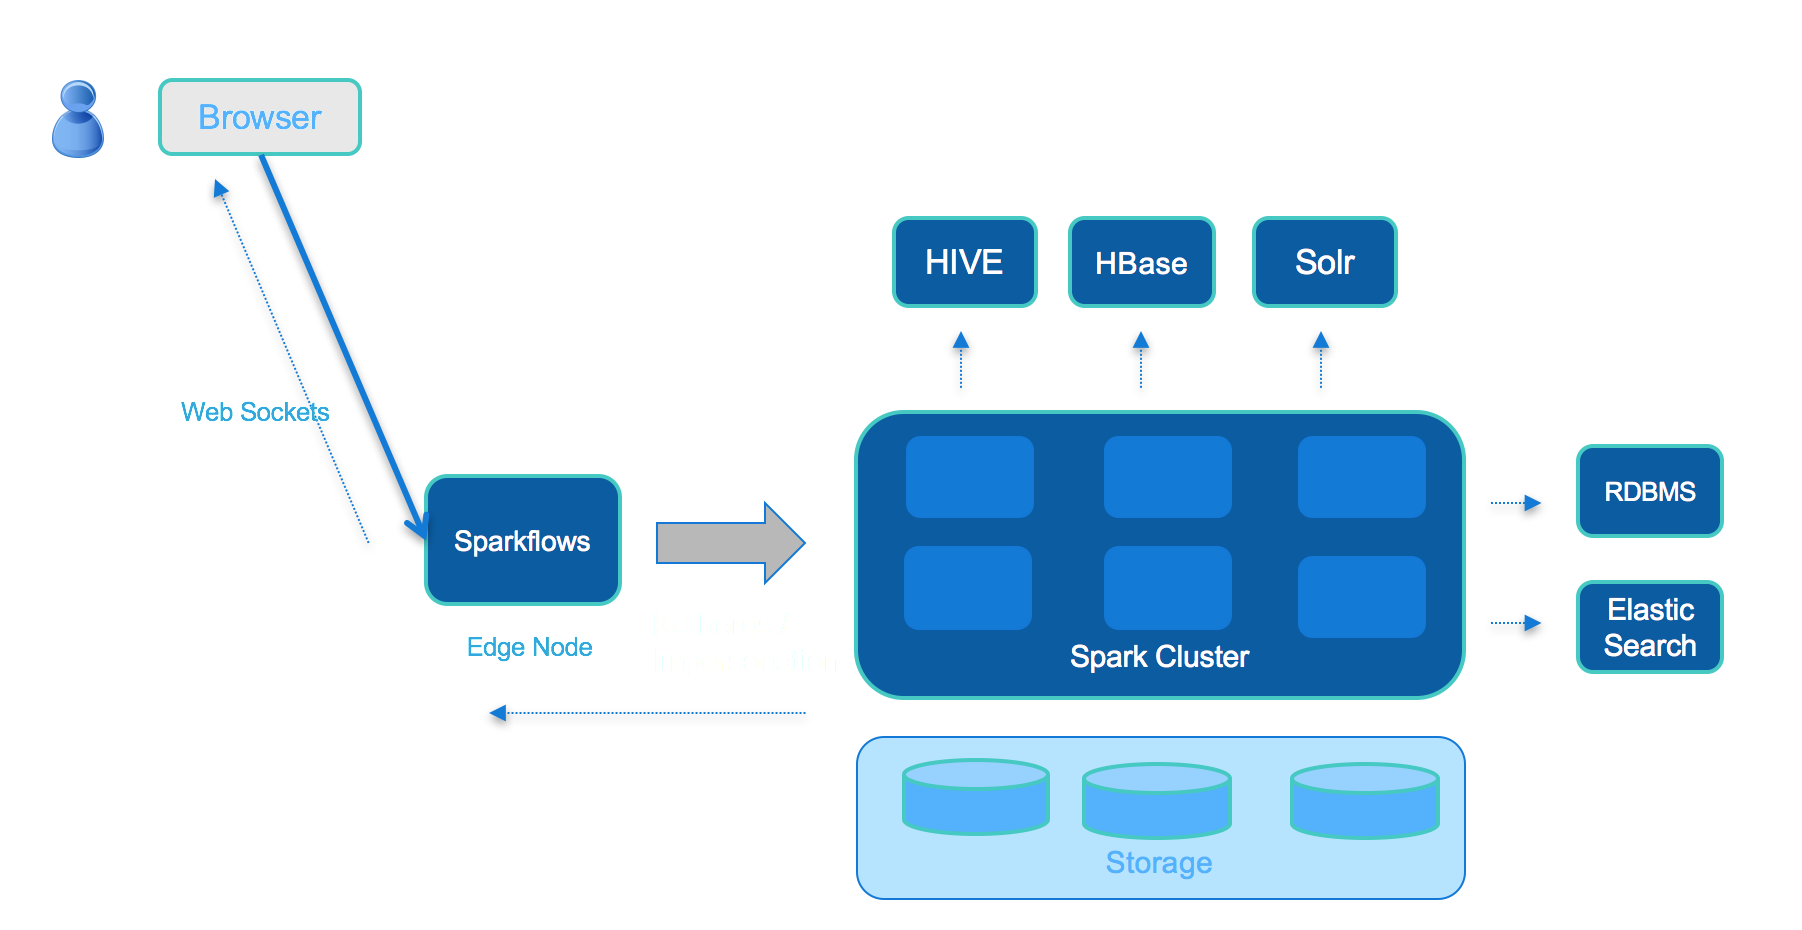 Browser
HIVE
HBase
Solr
Web Sockets
Sparkflows
RDBMS
Edge Node
Elastic
Search
Spark Cluster
Storage